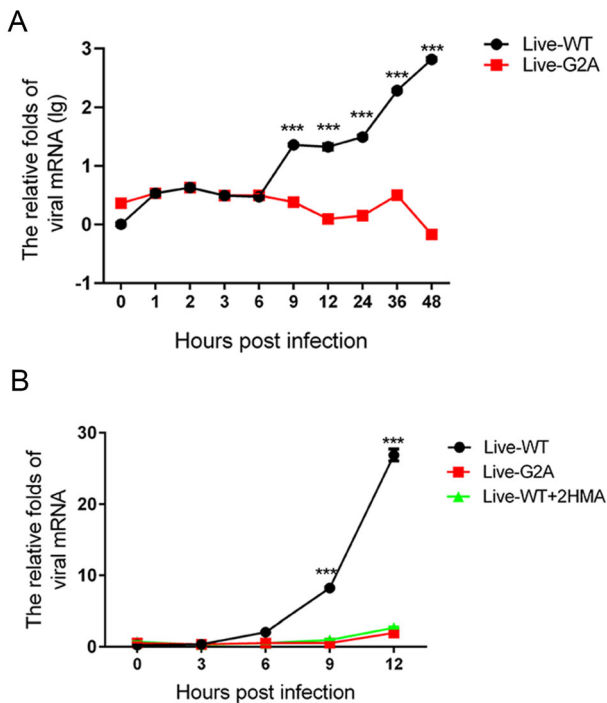 A
The relative folds of
viral mRNA (lg)
3
2
1
0
-1
***
***
***
***
***
Live-WT
Live-G2A
0 1 2 3 6 9 12 24 36 48
Hours post infection
B
The relative folds of
viral mRNA
30
20
10
0
***
***
Live-WT
Live-G2A
Live-WT+2HMA
0 3 6 9 12
Hours post infection